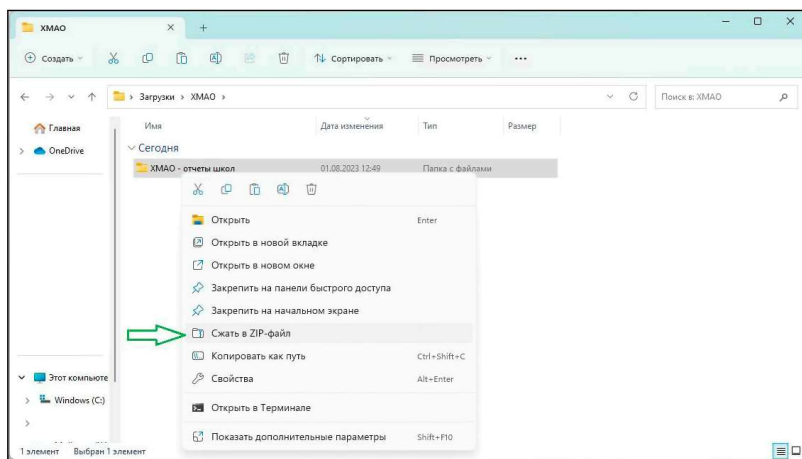 ХМАО
Создать
Сортировать
Просмотреть
Загрузки > ХМАО >
Поиск в: ХМАО
Имя
Дата изменения
Тип
Размер
Главная
OneDrive
Сегодня
ХМАО - отчеты школ 01.08.2023 12:49 Папка с файлами
Открыть Enter
Открыть в новой вкладке
Открыть в новом окне
Закрепить на панели быстрого доступа
Закрепить на начальном экране
Сжать в ZIP-файл
Копировать как путь Ctrl+Shift+C
Свойства Alt+Enter
Открыть в Терминале
Показать дополнительные параметры Shift+F10
Этот компьюте
Windows (C:)
1 элемент Выбран 1 элемент